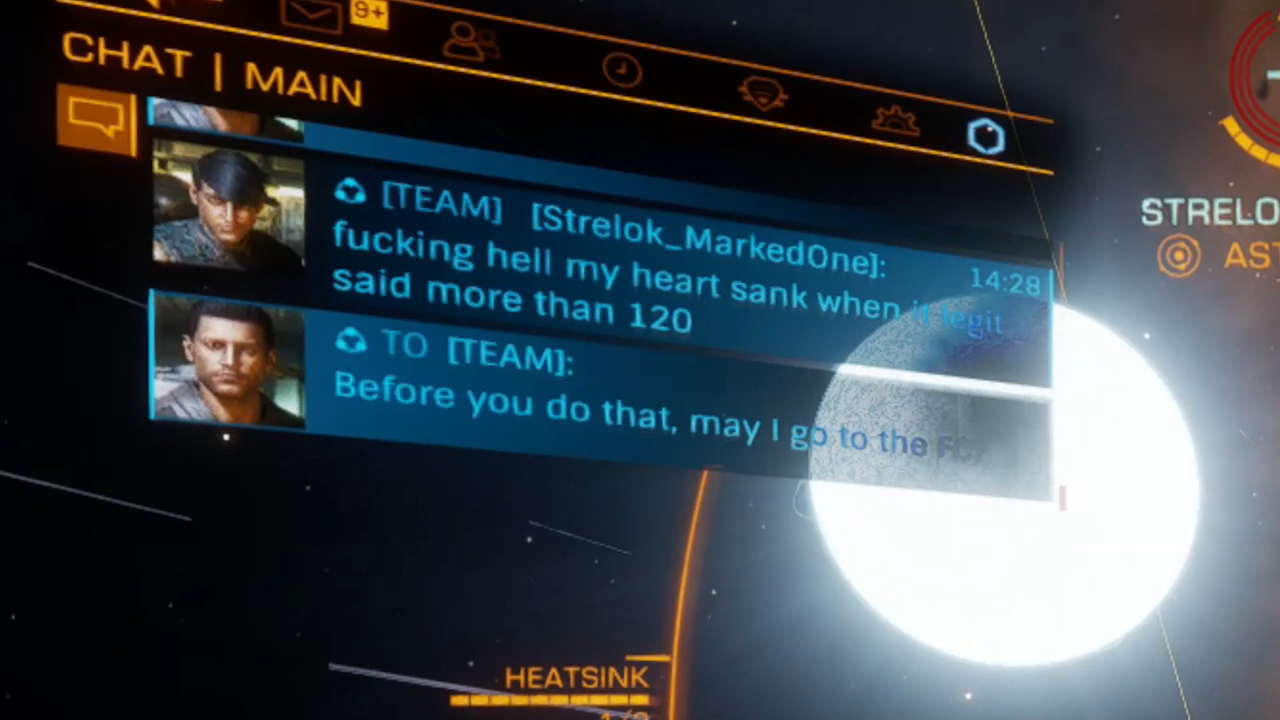 9+
CHAT | MAIN
[TEAM] [Strelok_MarkedOne]:
14:28
fucking hell my heart sank when it legit
said more than 120
TO [TEAM]:
Before you do that, may I go to the
STRELO
AST
HEATSINK